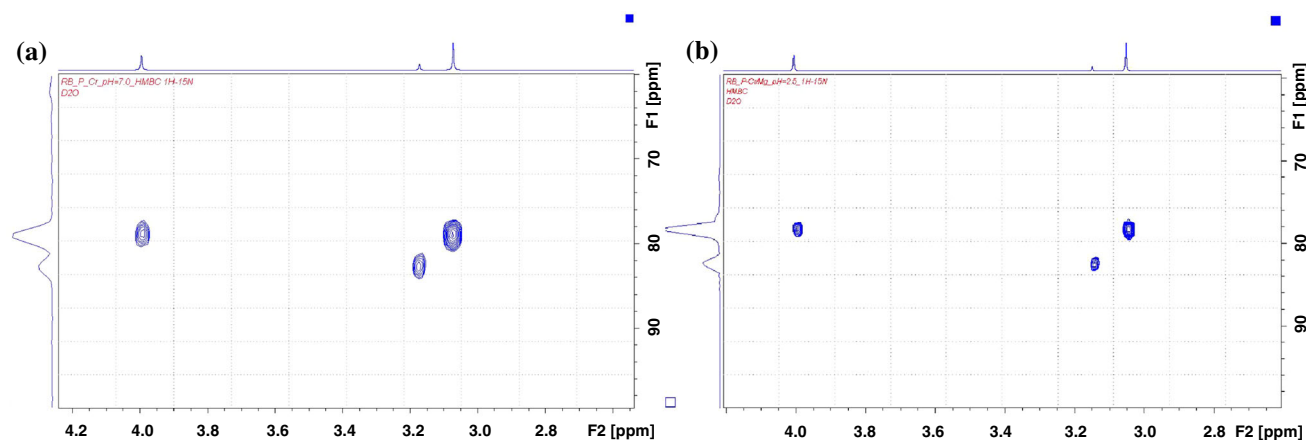 (a)
RB_P_Cr_pH=7.0_HMBC 1H-15N
D2O
70
80
90
F1 [ppm]
4.2 4.0 3.8 3.6 3.4 3.2 3.0 2.8 F2 [ppm]
(b)
RB_P-CrMg_pH=2.5_1H-15N
HMBC
D2O
70
80
90
F1 [ppm]
4.0 3.8 3.6 3.4 3.2 3.0 2.8 F2 [ppm]